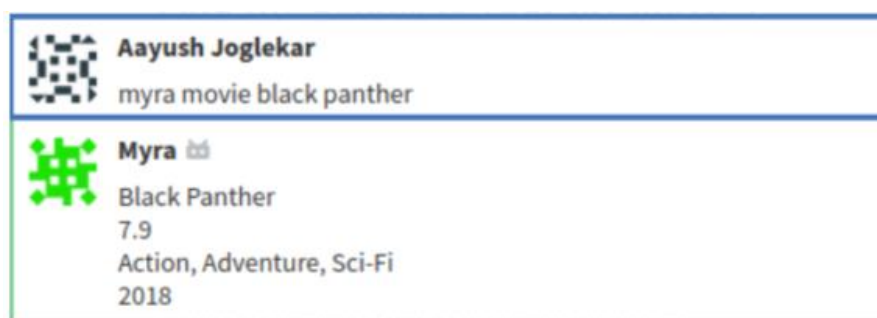 Aayush Joglekar
myra movie black panther
Myra
Black Panther
7.9
Action, Adventure, Sci-Fi
2018